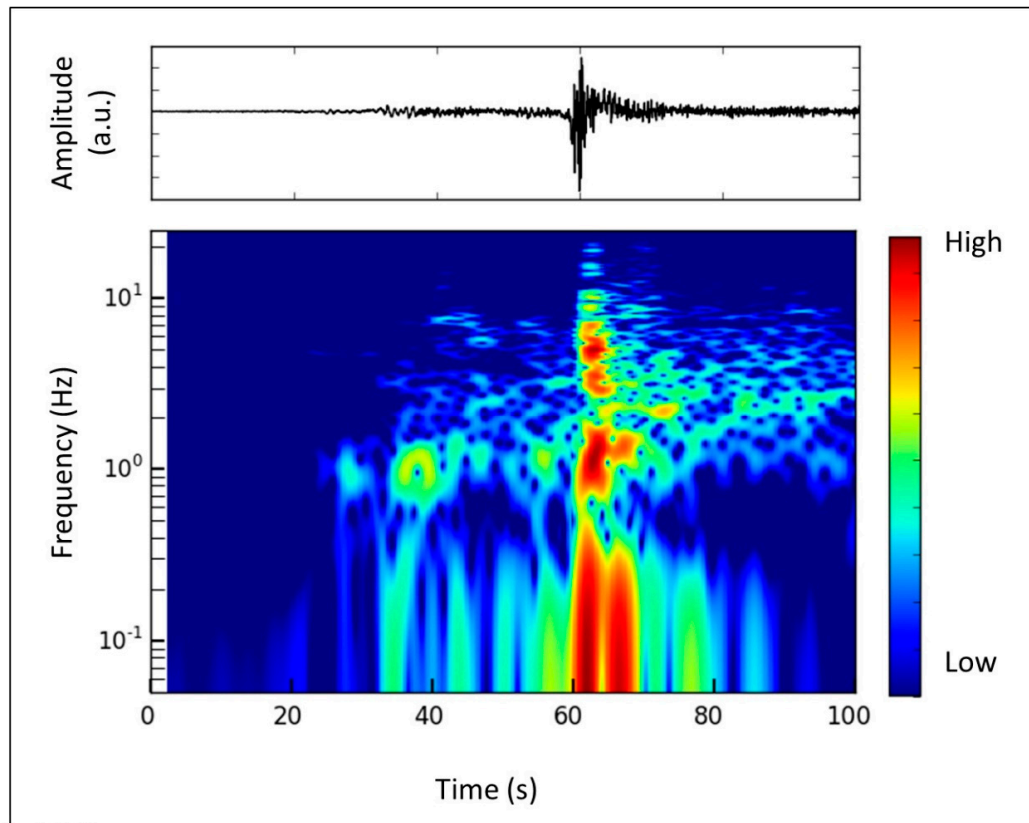 Amplitude
(a.u.)
High
10¹
Frequency (Hz)
10⁰
10⁻¹
Low
0 20 40 60 80 100
Time (s)